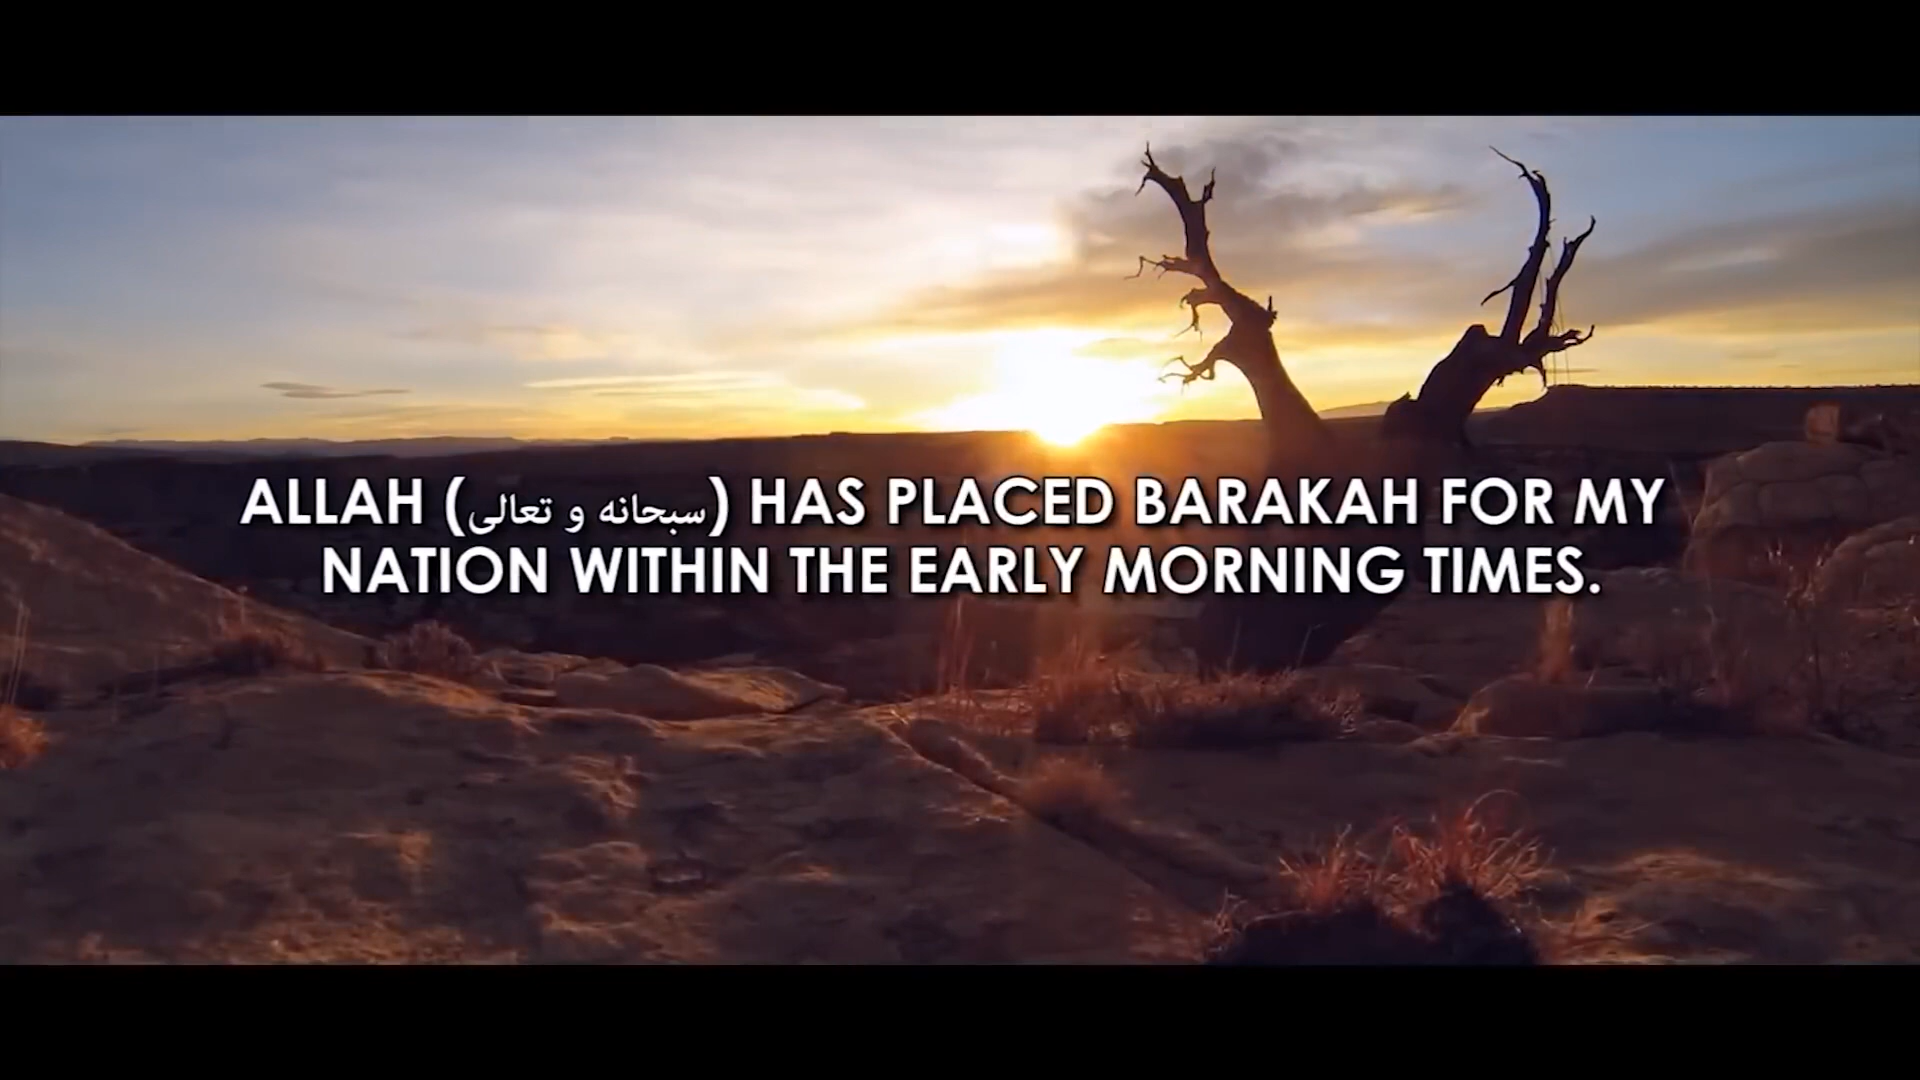 ALLAH (سبحانه و تعالى) HAS PLACED BARAKAH FOR MY
NATION WITHIN THE EARLY MORNING TIMES.